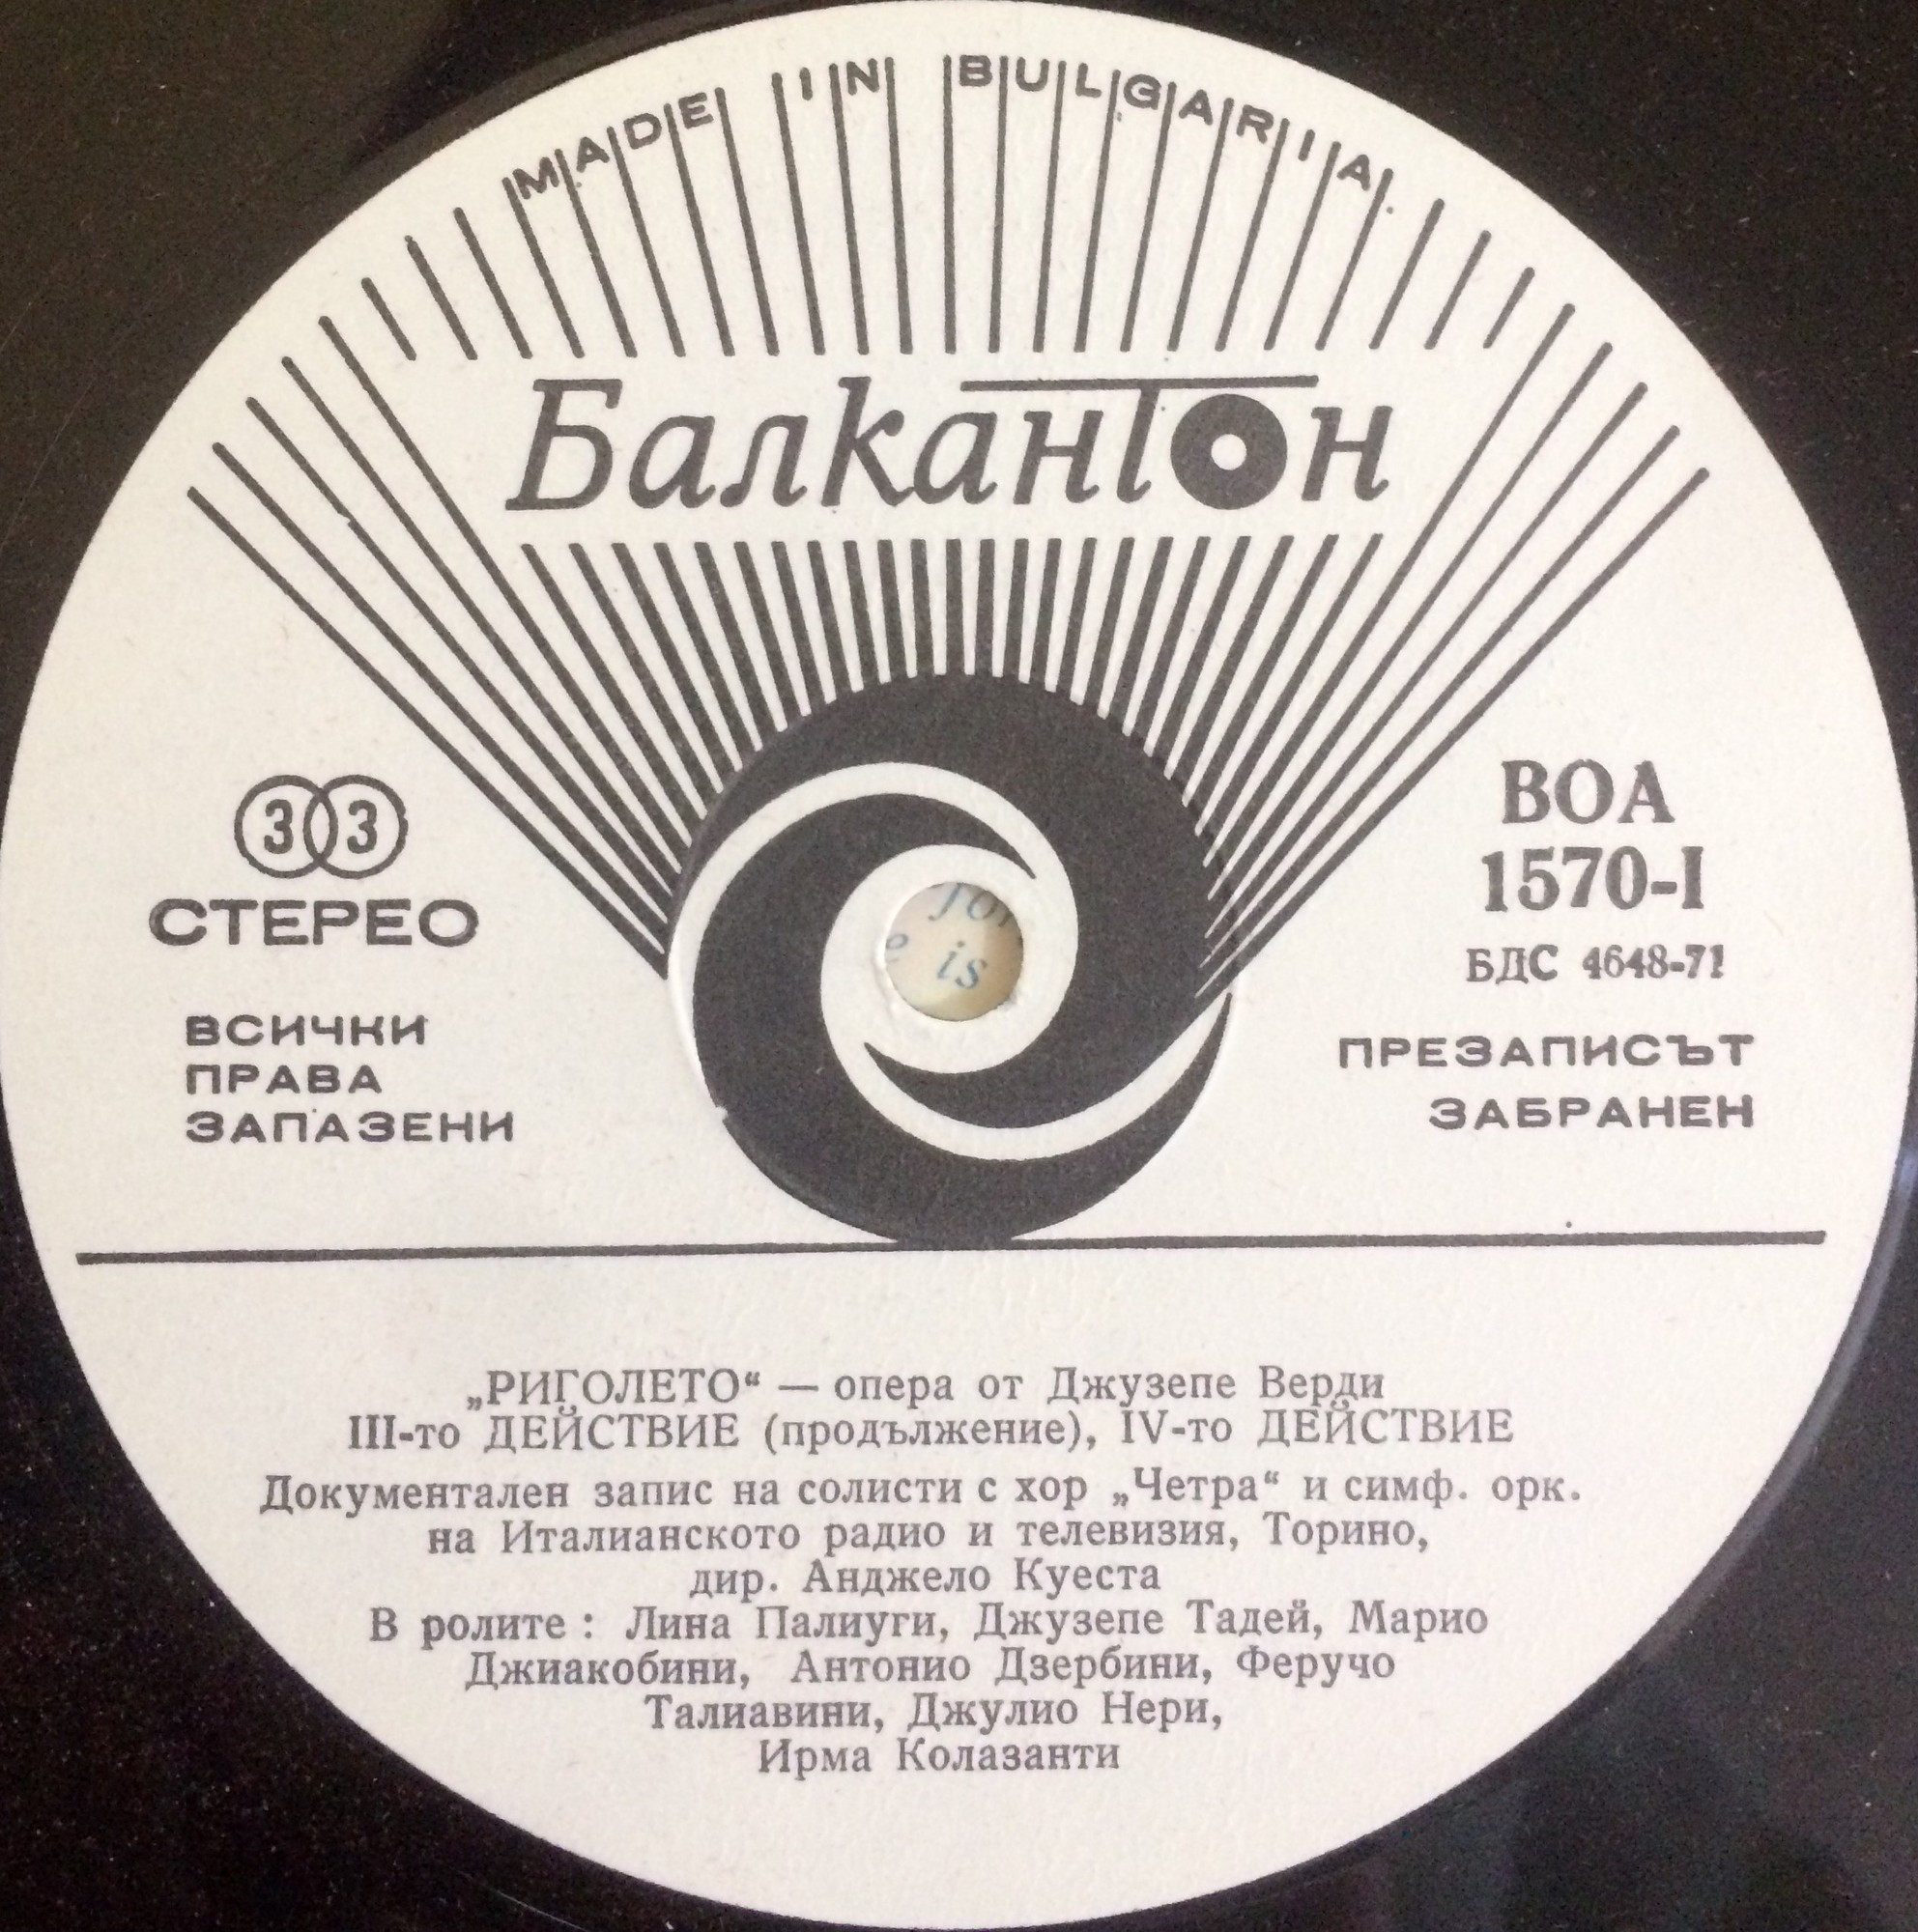 MADE IN BULGARIA
Балкантон
33
СТЕРЕО
ВСИЧКИ
ПРАВА
ЗАПАЗЕНИ
ВОА
1570-I
БДС 4648-71
ПРЕЗАПИСЪТ
ЗАБРАНЕН
is
„РИГОЛЕТО“ — опера от Джузепе Верди
III-то ДЕЙСТВИЕ (продължение), IV-то ДЕЙСТВИЕ
Документален запис на солисти с хор „Четра“ и симф. орк.
на Италианското радио и телевизия, Торино,
дир. Анджело Куеста
В ролите : Лина Палиуги, Джузепе Тадей, Марио
Джиакобини, Антонио Дзербини, Феручо
Талиавини, Джулио Нери,
Ирма Колазанти